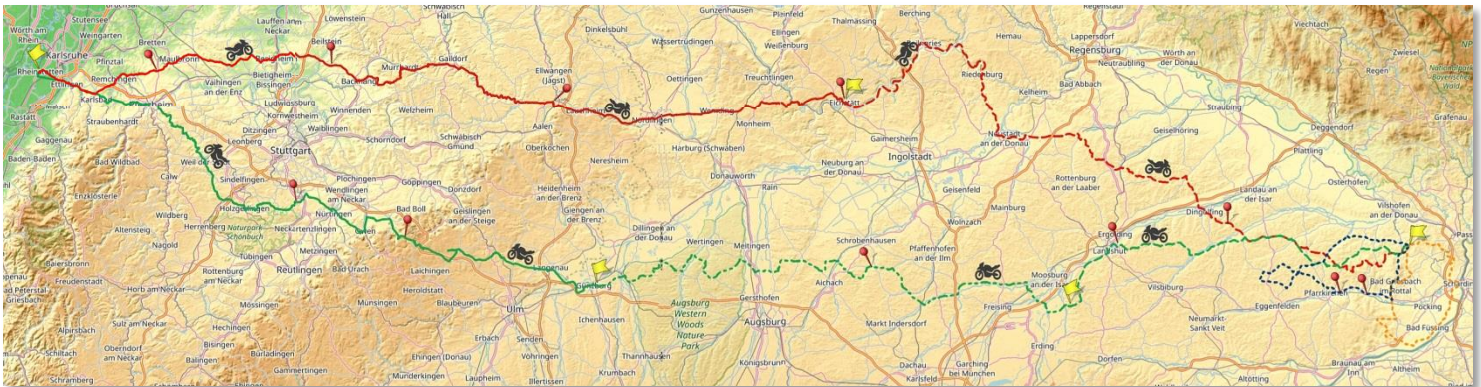 Stutensee
Wörth am
Rhein
Weingarten
Karlsruhe
Bretten
Pfinztal
Maulbronn
Remchingen
Rheinstetten
Ettlingen
Karlsbad
Rastatt
Straubenhardt
Gaggenau
Baden-Baden
Bad Wildbad
Enzklösterle
Calw
Wildberg
Altensteig
Nagold
Herrenberg
Baiersbronn
Freudenstadt
Horb am Neckar
Rottenburg
am Neckar
Alpirsbach
Sulz am Neckar
Oberndorf
am Neckar
Schiltach
Schramberg
Lauffen am
Neckar
Löwenstein
Beilstein
Vaihingen
an der Enz
Bietigheim
Bissingen
Backnang
Murrhardt
Gaildorf
Ludwigsburg
Kornwestheim
Winnenden
Welzheim
Ditzingen
Leonberg
Waiblingen
Schorndorf
Schwäbisch
Gmünd
Stuttgart
Sindelfingen
Holzgerlingen
Plochingen
Wendlingen
am Neckar
Göppingen
Donzdorf
Nürtingen
Neckartenzlingen
Naturpark
Schönbuch
Tübingen
Metzingen
Reutlingen
Mössingen
Hechingen
Bisingen
Balingen
Burladingen
Gammertingen
Bad Boll
Owen
Geislingen
an der Steige
Bad Urach
Laichingen
Münsingen
Heroldstatt
Blaubeuren
Ulm
Erbach
Senden
Ehingen (Donau)
Vöhringen
Munderkingen
Laupheim
Illertissen
Krumbach
Schwäbisch
Hall
Ellwangen
(Jagst)
Lauchheim
Aalen
Oberkochen
Heidenheim
an der Brenz
Giengen an
der Brenz
Neresheim
Langenau
Günzburg
Ichenhausen
Thannhausen
Dinkelsbühl
Gunzenhausen
Wassertrüdingen
Oettingen
Nördlingen
Wemding
Harburg (Schwaben)
Donauwörth
Dillingen an
der Donau
Wertingen
Meitingen
Augsburg
Western
Woods
Nature
Park
Gersthofen
Augsburg
Königsbrunn
Pleinfeld
Ellingen
Weißenburg
Treuchtlingen
Monheim
Rain
Thalmässing
Berching
Beilngries
Eichstätt
Gaimersheim
Ingolstadt
Neuburg an
der Donau
Schrobenhausen
Aichach
Markt Indersdorf
Dachau
Karlsfeld
Hemau
Riedenburg
Kelheim
Neustadt
an der Donau
Geisenfeld
Mainburg
Wolnzach
Pfaffenhofen
an der Ilm
Freising
Garching
bei München
Erding
Moosburg
an der Isar
Regenstauf
Lappersdorf
Regensburg
Neutraubling
Bad Abbach
Rottenburg
an der Laaber
Ergolding
Landshut
Vilsbiburg
Dorfen
Wörth an
der Donau
Straubing
Geiselhöring
Dingolfing
Landau an
der Isar
Viechtach
Regen
Zwiesel
Deggendorf
Plattling
Osterhofen
Grafenau
Vilshofen
an der Donau
Eggenfelden
Pfarrkirchen
Bad Griesbach
im Rottal
Neumarkt-
Sankt Veit
Altötting
Pocking
Bad Füssing
Braunau am
Inn